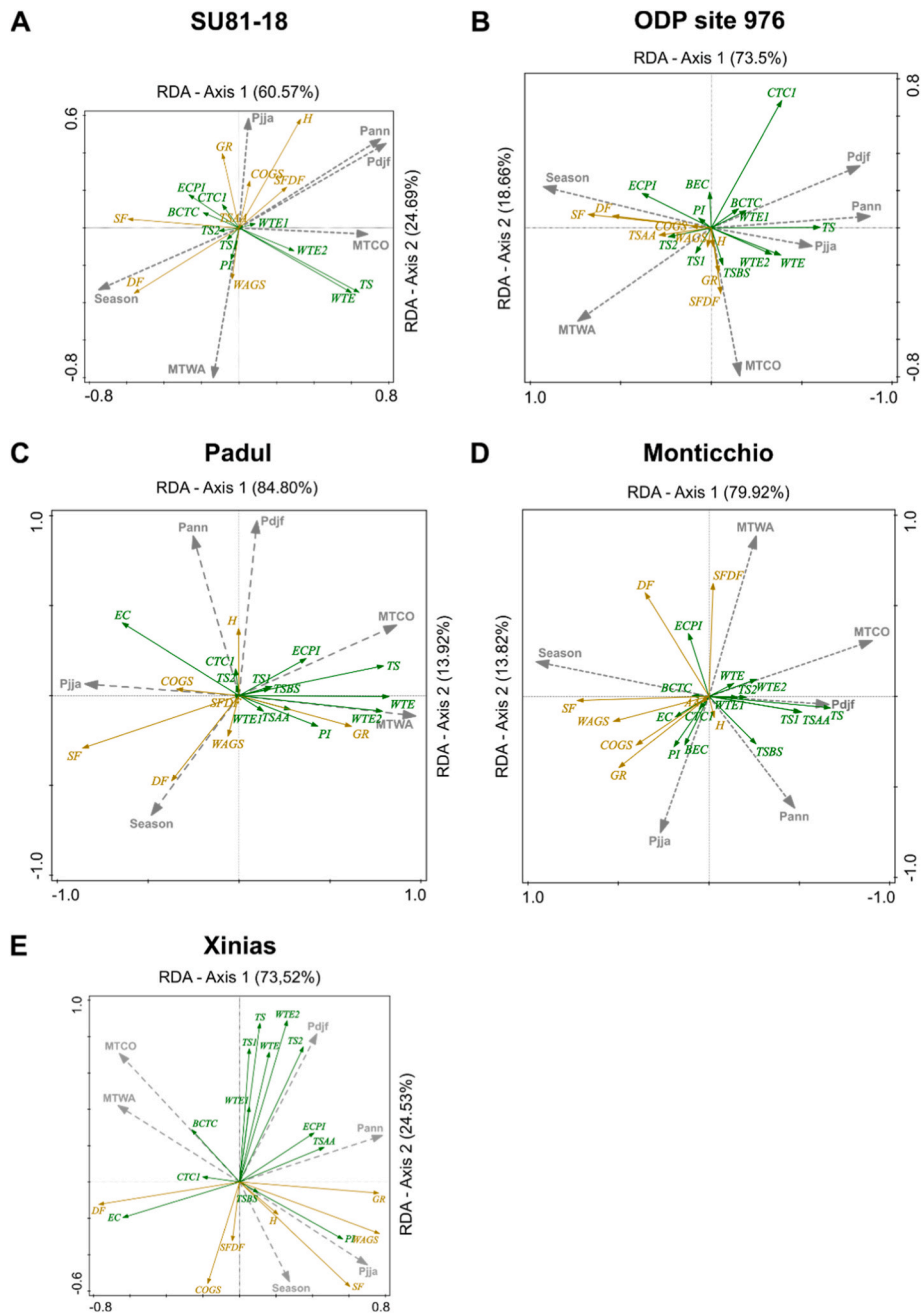 A
SU81-18
RDA - Axis 1 (60.57%)
0.6
Pjja
H
Pann
Pdjf
GR
COGS
SFDF
ECPI
CTC1
BCTC
SF
TSAA
WTE1
TS2
MTCO
TS1
WTE2
PI
WAGS
DF
Season
TS
WTE
MTWA
RDA - Axis 2 (24.69%)
-0.8
-0.8
0.8
B
ODP site 976
RDA - Axis 1 (73.5%)
0.8
CTC1
Pdjf
Season
ECPI
BEC
BCTC
DF
SF
PI
WTE1
Pann
COGS
TS
TSAA
WAGS
H
TS2
Pjja
TS1
WTE2
WTE
TSBS
GR
SFDF
MTWA
MTCO
RDA - Axis 2 (18.66%)
-0.8
1.0
-1.0
C
Padul
RDA - Axis 1 (84.80%)
1.0
Pdjf
Pann
EC
H
MTCO
CTC1
ECPI
TS
TS2
TS1
Pjja
COGS
TSBS
SFDF
WTE1
TSAA
WTE2
WTE
MTWA
WAGS
PI
GR
SF
DF
Season
RDA - Axis 2 (13.92%)
-1.0
-1.0
1.0
D
Monticchio
RDA - Axis 1 (79.92%)
1.0
MTWA
DF
SFDF
ECPI
MTCO
Season
WTE
BCTC
WTE2
TS2
SF
WTE1
Pdjf
EC
CTC1
TS1
TSAA
TS
WAGS
H
COGS
PI
BEC
TSBS
GR
Pann
Pjja
RDA - Axis 2 (13.82%)
-1.0
1.0
-1.0
E
Xinias
RDA - Axis 1 (73,52%)
1.0
TS
WTE2
Pdjf
TS1
WTE
TS2
MTCO
MTWA
WTE1
BCTC
ECPI
Pann
TSAA
CTC1
TSBS
GR
DF
EC
H
SFDF
PI
WAGS
Pjja
COGS
Season
SF
RDA - Axis 2 (24.53%)
-0.6
-0.8
0.8